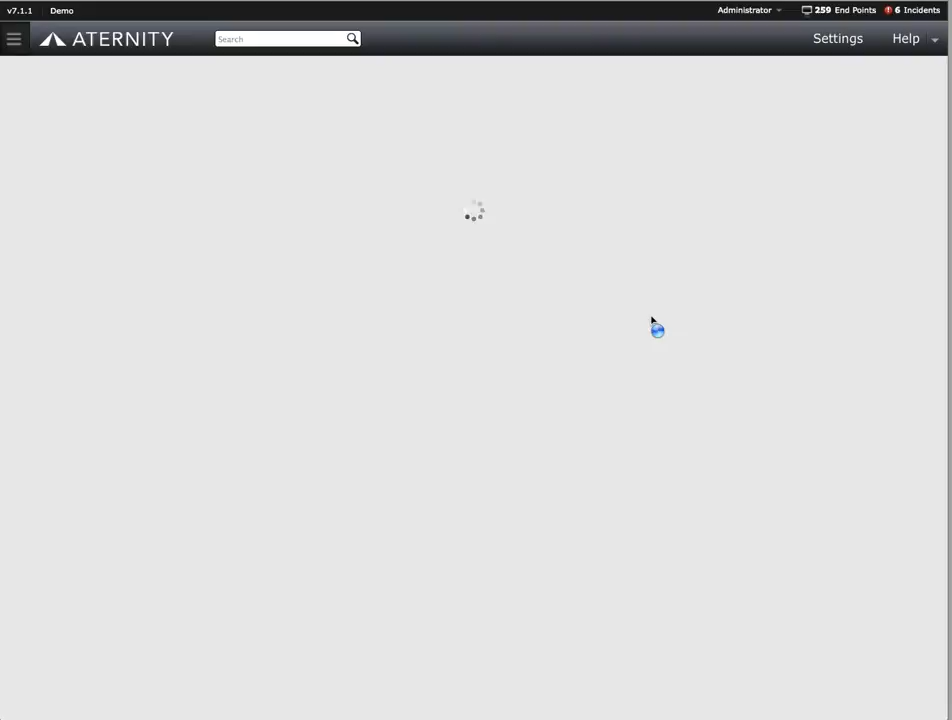 v7.1.1 Demo Administrator 259 End Points 6 Incidents
ATERNITY Search Settings Help